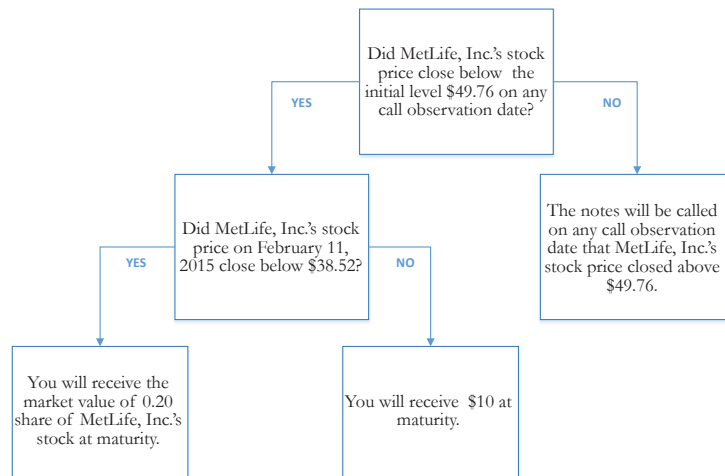 Did MetLife, Inc.'s stock
price close below the
initial level $49.76 on any
call observation date?
YES
NO
Did MetLife, Inc.'s stock
price on February 11,
2015 close below $38.52?
The notes will be called
on any call observation
date that MetLife, Inc.'s
stock price closed above
$49.76.
YES
NO
You will receive the
market value of 0.20
share of MetLife, Inc.'s
stock at maturity.
You will receive $10 at
maturity.